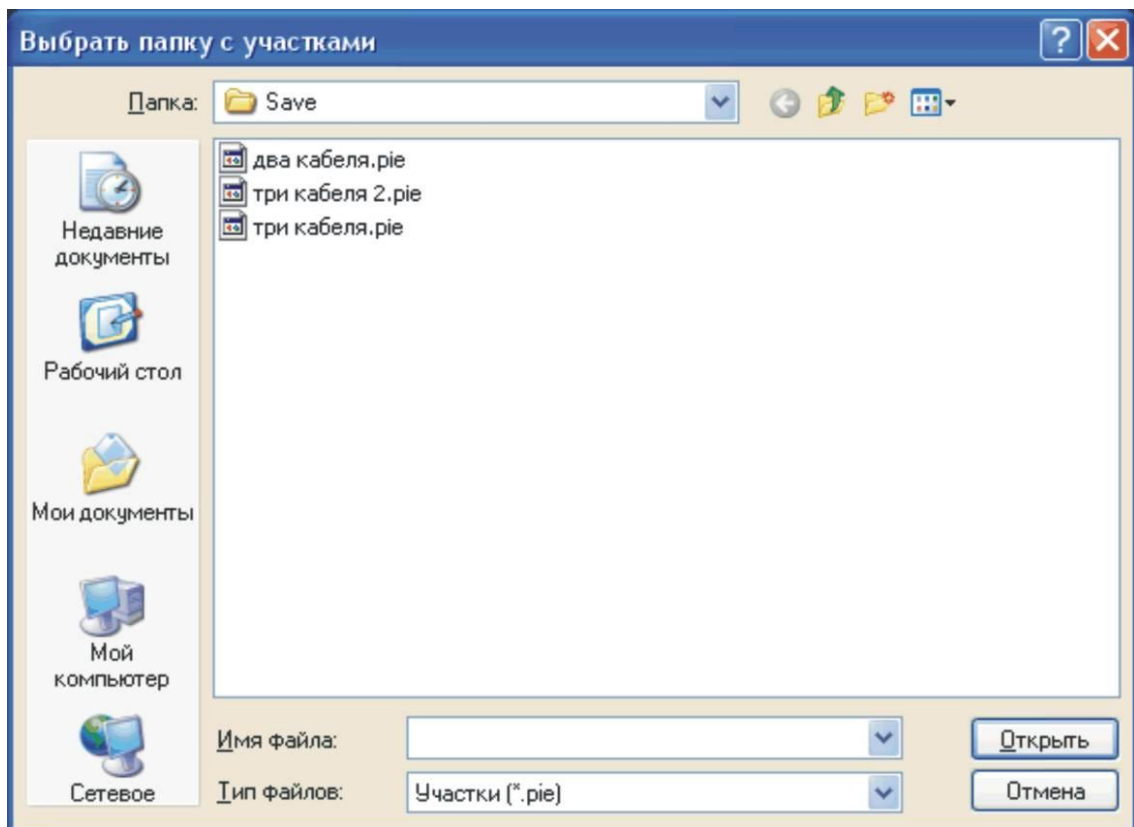 Выбрать папку с участками
Папка:
Save
два кабеля.pie
три кабеля 2.pie
три кабеля.pie
Недавние
документы
Рабочий стол
Мои документы
Мой
компьютер
Сетевое
Имя файла:
Открыть
Тип файлов:
Участки (*.pie)
Отмена